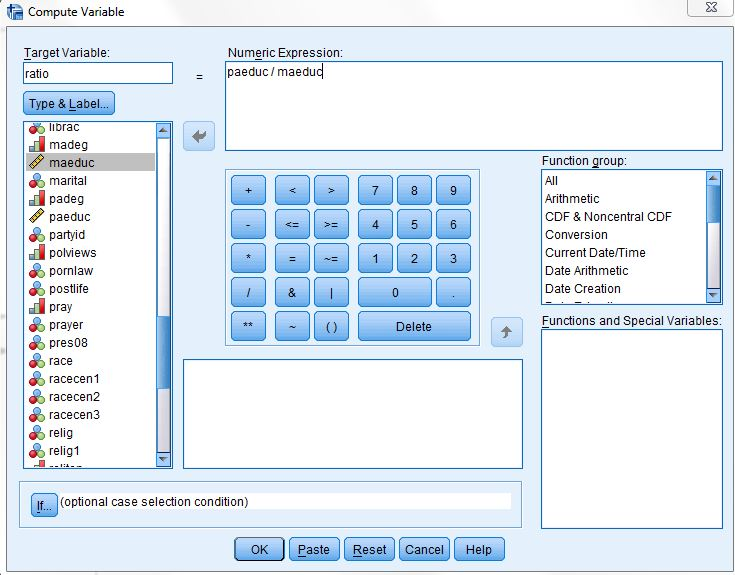 Compute Variable
Target Variable:
ratio
=
Numeric Expression:
paeduc / maeduc
Type & Label...
librac
madeg
maeduc
marital
padeg
paeduc
partyid
polviews
pornlaw
postlife
pray
prayer
pres08
race
racecen1
racecen2
racecen3
relig
relig1
+ < > 7 8 9
- <= >= 4 5 6
* = ~= 1 2 3
/ & | 0 .
** ~ ( ) Delete
Function group:
All
Arithmetic
CDF & Noncentral CDF
Conversion
Current Date/Time
Date Arithmetic
Date Creation
Functions and Special Variables:
If... (optional case selection condition)
OK Paste Reset Cancel Help